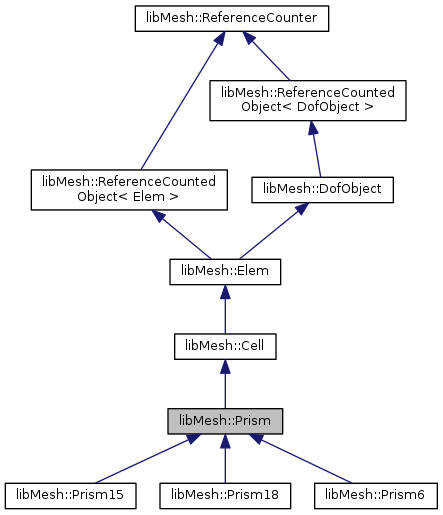 libMesh::ReferenceCounter
libMesh::ReferenceCounted
Object< DofObject >
libMesh::ReferenceCounted
Object< Elem >
libMesh::DofObject
libMesh::Elem
libMesh::Cell
libMesh::Prism
libMesh::Prism15
libMesh::Prism18
libMesh::Prism6